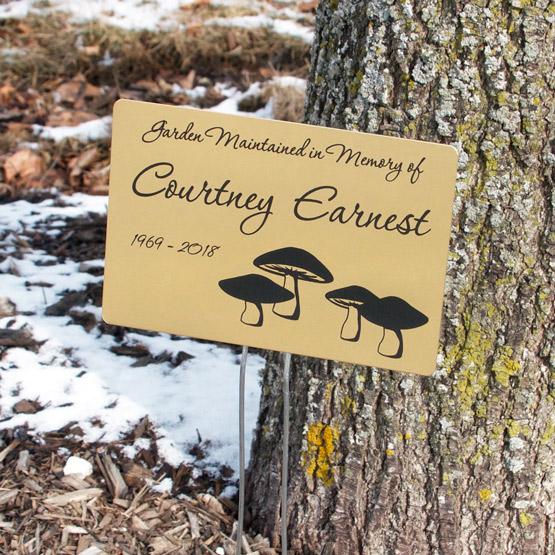 Garden Maintained in Memory of
Courtney Earnest
1969 - 2018